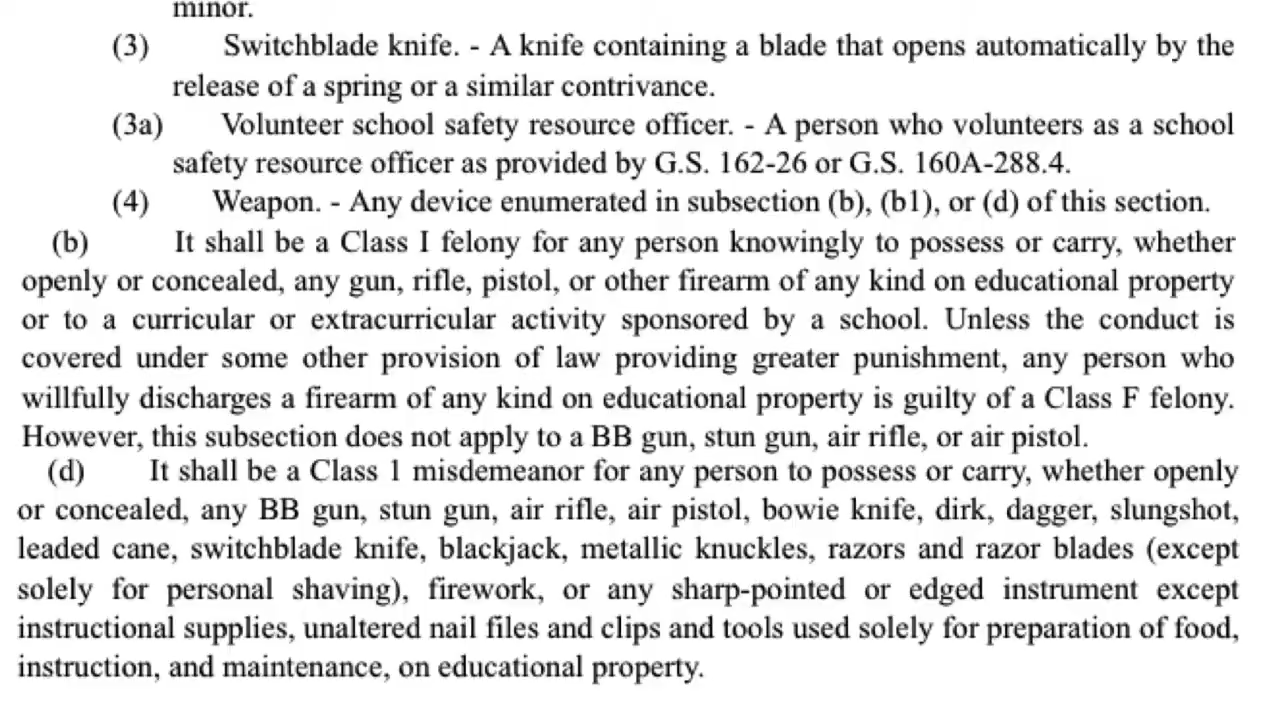 minor.
(3) Switchblade knife. - A knife containing a blade that opens automatically by the
release of a spring or a similar contrivance.
(3a) Volunteer school safety resource officer. - A person who volunteers as a school
safety resource officer as provided by G.S. 162-26 or G.S. 160A-288.4.
(4) Weapon. - Any device enumerated in subsection (b), (b1), or (d) of this section.
(b) It shall be a Class I felony for any person knowingly to possess or carry, whether
openly or concealed, any gun, rifle, pistol, or other firearm of any kind on educational property
or to a curricular or extracurricular activity sponsored by a school. Unless the conduct is
covered under some other provision of law providing greater punishment, any person who
willfully discharges a firearm of any kind on educational property is guilty of a Class F felony.
However, this subsection does not apply to a BB gun, stun gun, air rifle, or air pistol.
(d) It shall be a Class 1 misdemeanor for any person to possess or carry, whether openly
or concealed, any BB gun, stun gun, air rifle, air pistol, bowie knife, dirk, dagger, slungshot,
leaded cane, switchblade knife, blackjack, metallic knuckles, razors and razor blades (except
solely for personal shaving), firework, or any sharp-pointed or edged instrument except
instructional supplies, unaltered nail files and clips and tools used solely for preparation of food,
instruction, and maintenance, on educational property.